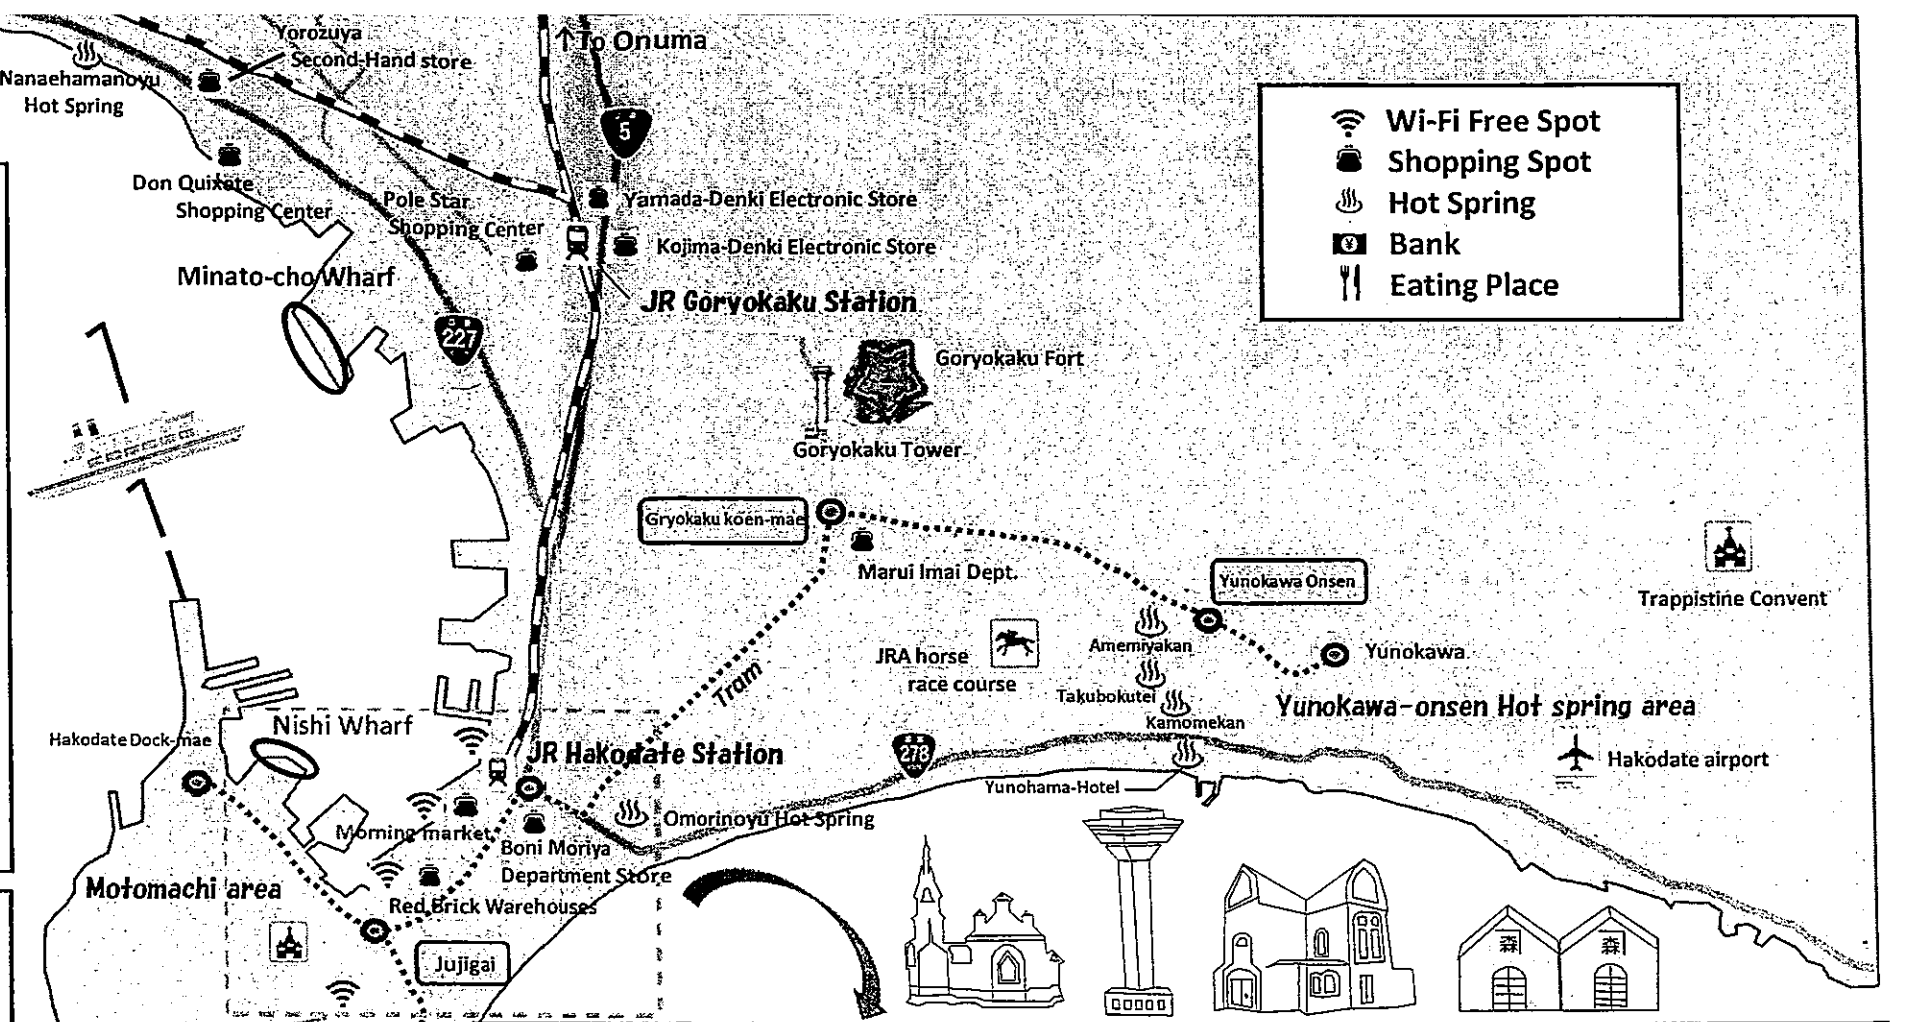 Yorozuya
Second-Hand store
↑To Onuma
Nanaehamanoyu
Hot Spring
5
Wi-Fi Free Spot
Shopping Spot
Hot Spring
¥ Bank
Eating Place
Don Quixote
Shopping Center
Pole Star
Shopping Center
Yamada-Denki Electronic Store
Kojima-Denki Electronic Store
Minato-cho Wharf
JR Goryokaku Station
227
Goryokaku Fort
Goryokaku Tower
Gryokaku koen-mae
Marui Imai Dept.
Yunokawa Onsen
Trappistine Convent
Amemiyakan
Yunokawa
JRA horse
race course
Takubokutei
Kamomekan
Tram
Yunokawa-onsen Hot spring area
Nishi Wharf
Hakodate Dock-mae
JR Hakodate Station
278
Hakodate airport
Yunohama-Hotel
Omorinoyu Hot Spring
Morning market
Boni Moriya
Department Store
Motomachi area
Red Brick Warehouses
Jujigai
森
森